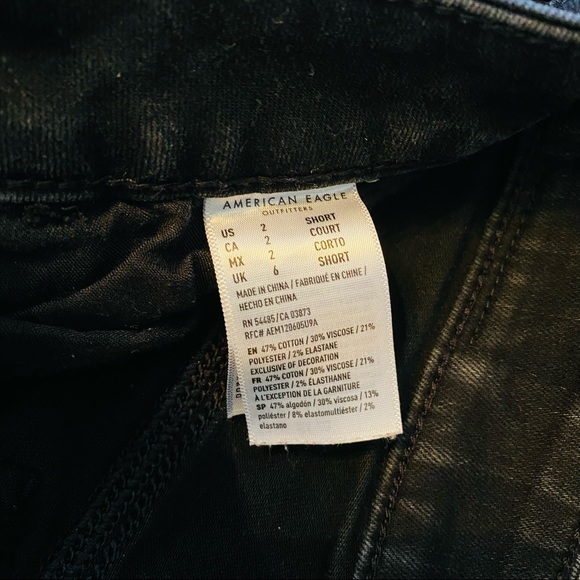 AMERICAN EAGLE
OUTFITTERS
US 2 SHORT
CA 2 COURT
MX 2 CORTO
UK 6 SHORT
MADE IN CHINA / FABRIQUÉ EN CHINE /
HECHO EN CHINA
RN 54485/CA 03873
RFC# AEM120605U9A
EN 47% COTTON / 30% VISCOSE / 21%
POLYESTER / 2% ELASTANE
EXCLUSIVE OF DECORATION
FR 47% COTON / 30% VISCOSE / 21%
POLYESTER / 2% ÉLASTHANNE
À L'EXCEPTION DE LA GARNITURE
SP 47% algodón / 30% viscosa / 13%
poliéster / 8% elastomultiéster / 2%
elastano